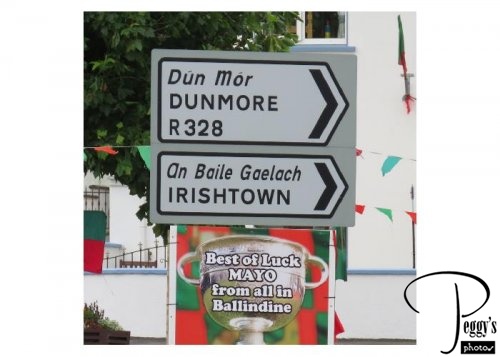 Dún Mór
DUNMORE
R328
An Baile Gaelach
IRISHTOWN
Best of Luck
MAYO
from all in
Ballindine
Peggy's
photos